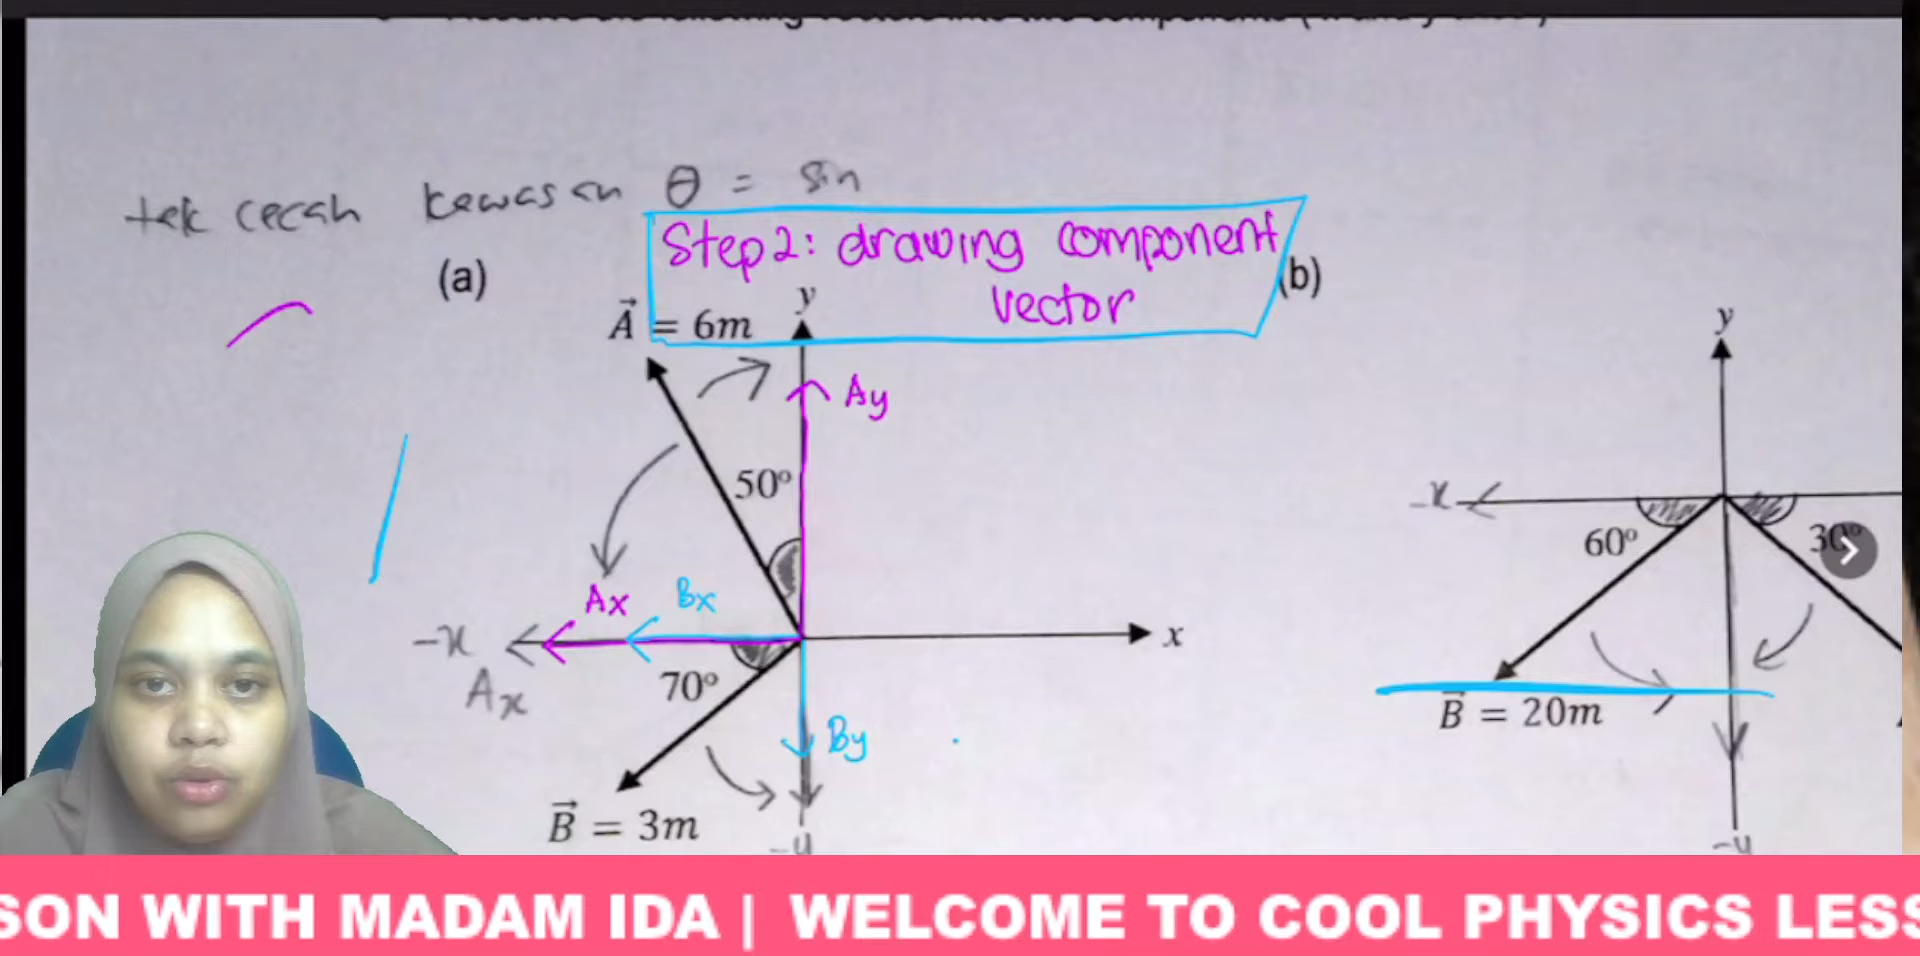 tek cecah kawasan θ = sin
Step 2: drawing component
vector
(a)
(b)
A⃗ = 6m
y
Ay
50°
Ax
Bx
-x
x
Ax
70°
By
B⃗ = 3m
-y
y
-x
60°
30°
B⃗ = 20m
-y
SON WITH MADAM IDA | WELCOME TO COOL PHYSICS LESS